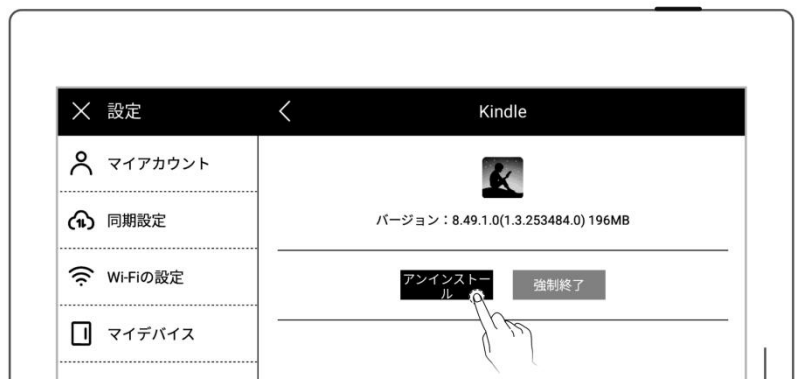 設定
Kindle
マイアカウント
同期設定
Wi-Fiの設定
マイデバイス
バージョン：8.49.1.0(1.3.253484.0) 196MB
アンインストー
ル
強制終了